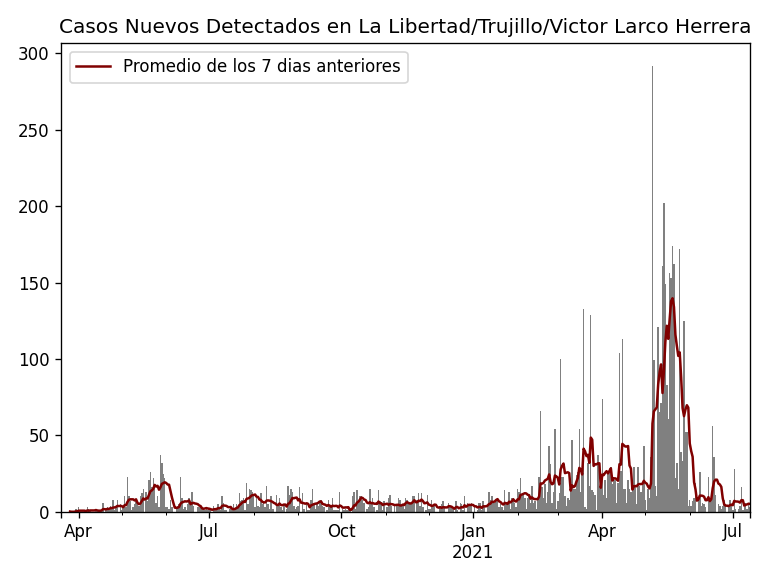 Casos Nuevos Detectados en La Libertad/Trujillo/Victor Larco Herrera
Promedio de los 7 dias anteriores
300
250
200
150
100
50
0
Apr Jul Oct Jan Apr Jul
2021